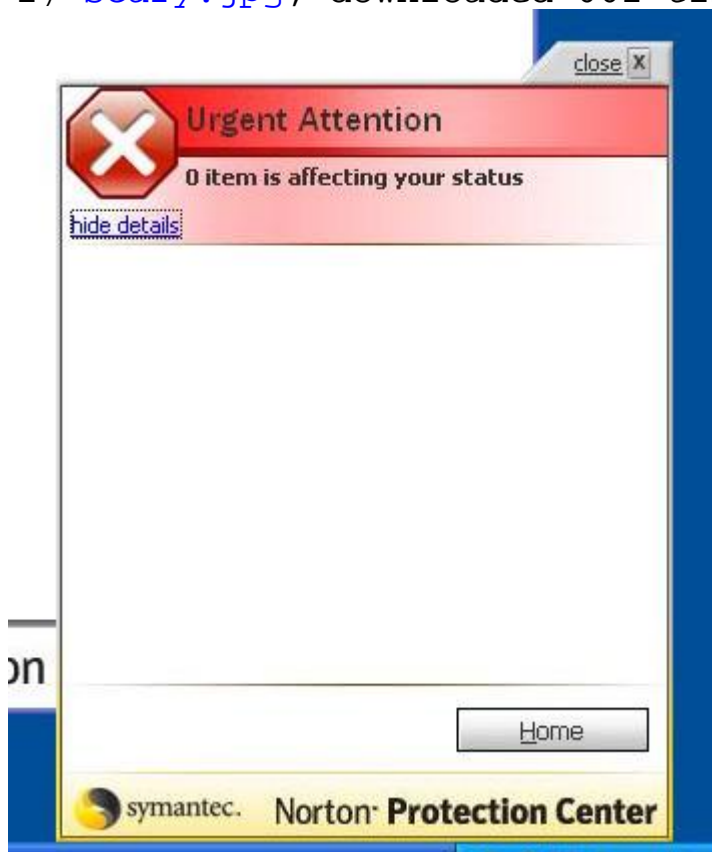 close X
Urgent Attention
0 item is affecting your status
hide details
on
Home
symantec. Norton· Protection Center